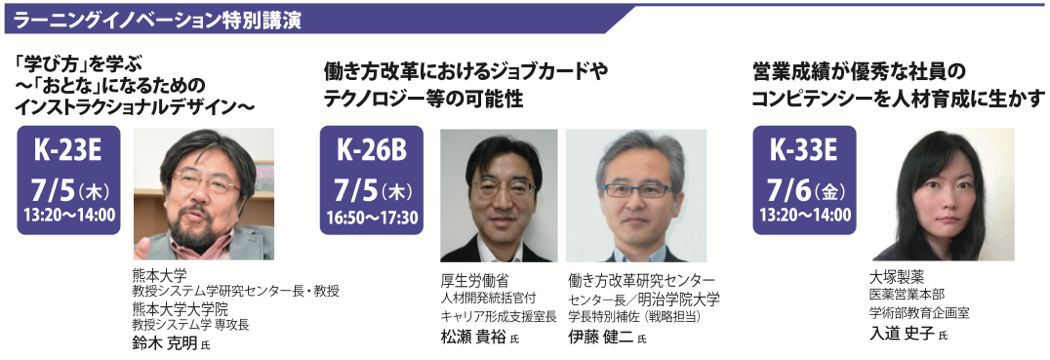 ラーニングイノベーション特別講演
「学び方」を学ぶ
～「おとな」になるための
インストラクショナルデザイン～
K-23E
7/5（木）
13:20～14:00
熊本大学
教授システム学研究センター長・教授
熊本大学大学院
教授システム学 専攻長
鈴木 克明 氏
働き方改革におけるジョブカードや
テクノロジー等の可能性
K-26B
7/5（木）
16:50～17:30
厚生労働省
人材開発統括官付
キャリア形成支援室長
松瀬 貴裕 氏
働き方改革研究センター
センター長／明治学院大学
学長特別補佐（戦略担当）
伊藤 健二 氏
営業成績が優秀な社員の
コンピテンシーを人材育成に生かす
K-33E
7/6（金）
13:20～14:00
大塚製薬
医薬営業本部
学術部教育企画室
入道 史子 氏